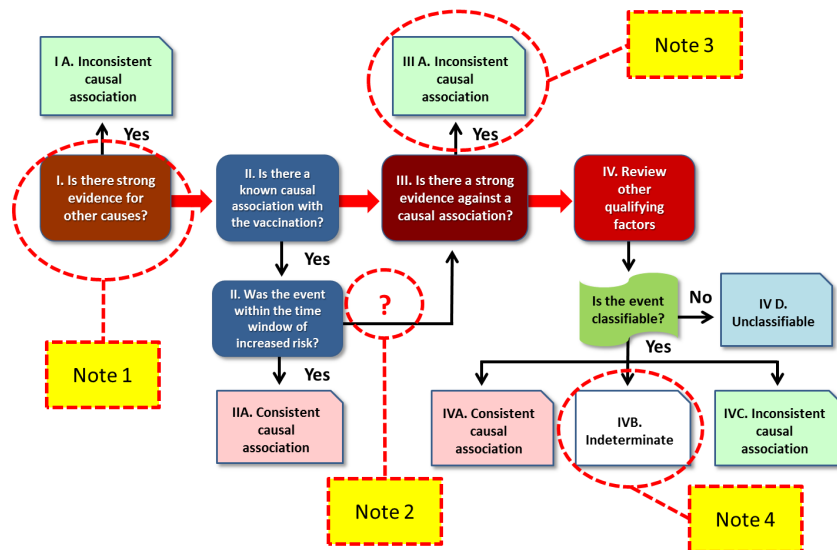 I A. Inconsistent
causal
association
Yes
III A. Inconsistent
causal
association
Yes
Note 3
I. Is there strong
evidence for
other causes?
II. Is there a
known causal
association with
the vaccination?
Yes
III. Is there a strong
evidence against a
causal association?
IV. Review
other
qualifying
factors
II. Was the event
within the time
window of
increased risk?
Yes
?
Is the event
classifiable?
No
Yes
IV D.
Unclassifiable
Note 1
IIA. Consistent
causal
association
IVA. Consistent
causal
association
IVB.
Indeterminate
IVC. Inconsistent
causal
association
Note 2
Note 4